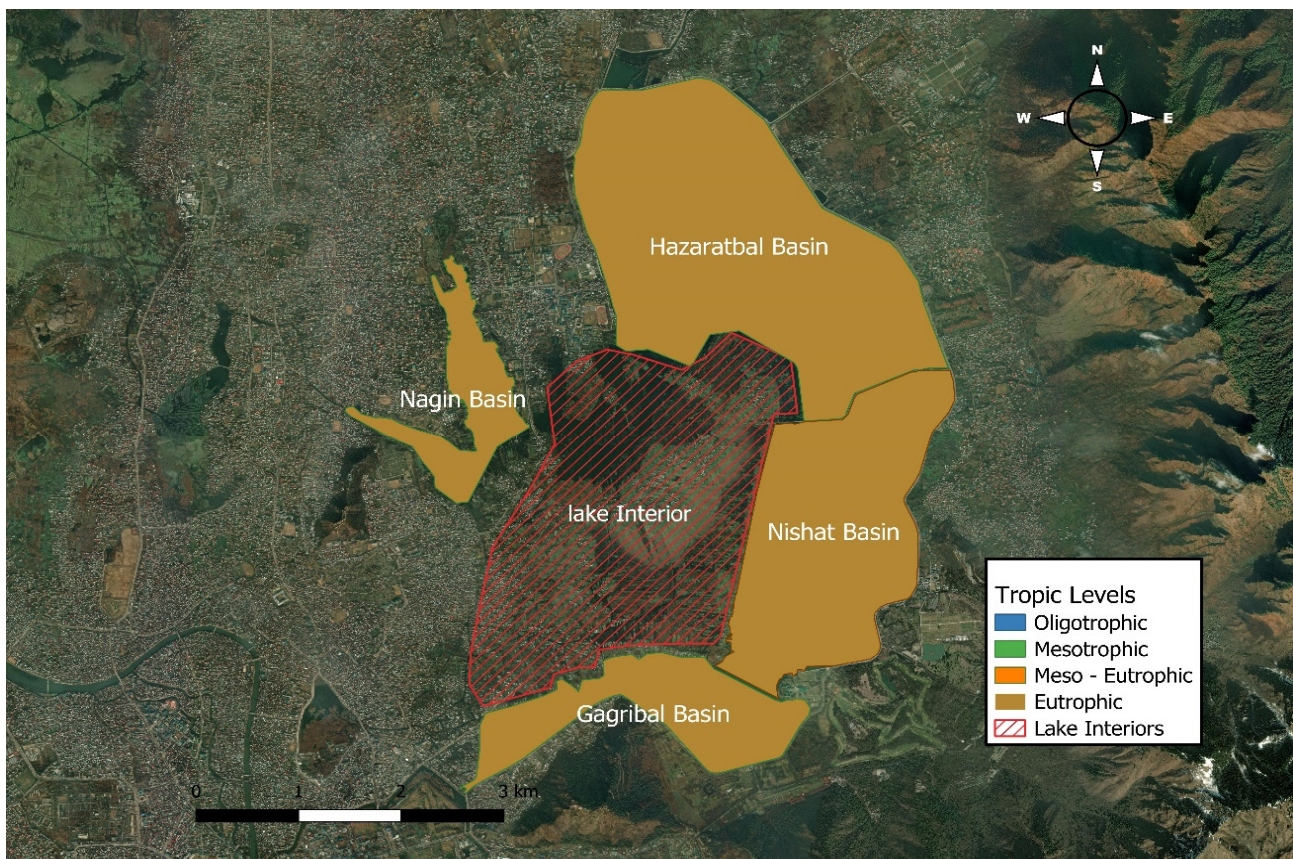 N
W E
S
Hazaratbal Basin
Nagin Basin
lake Interior
Nishat Basin
Gagribal Basin
Tropic Levels
Oligotrophic
Mesotrophic
Meso - Eutrophic
Eutrophic
Lake Interiors
0 1 2 3 km